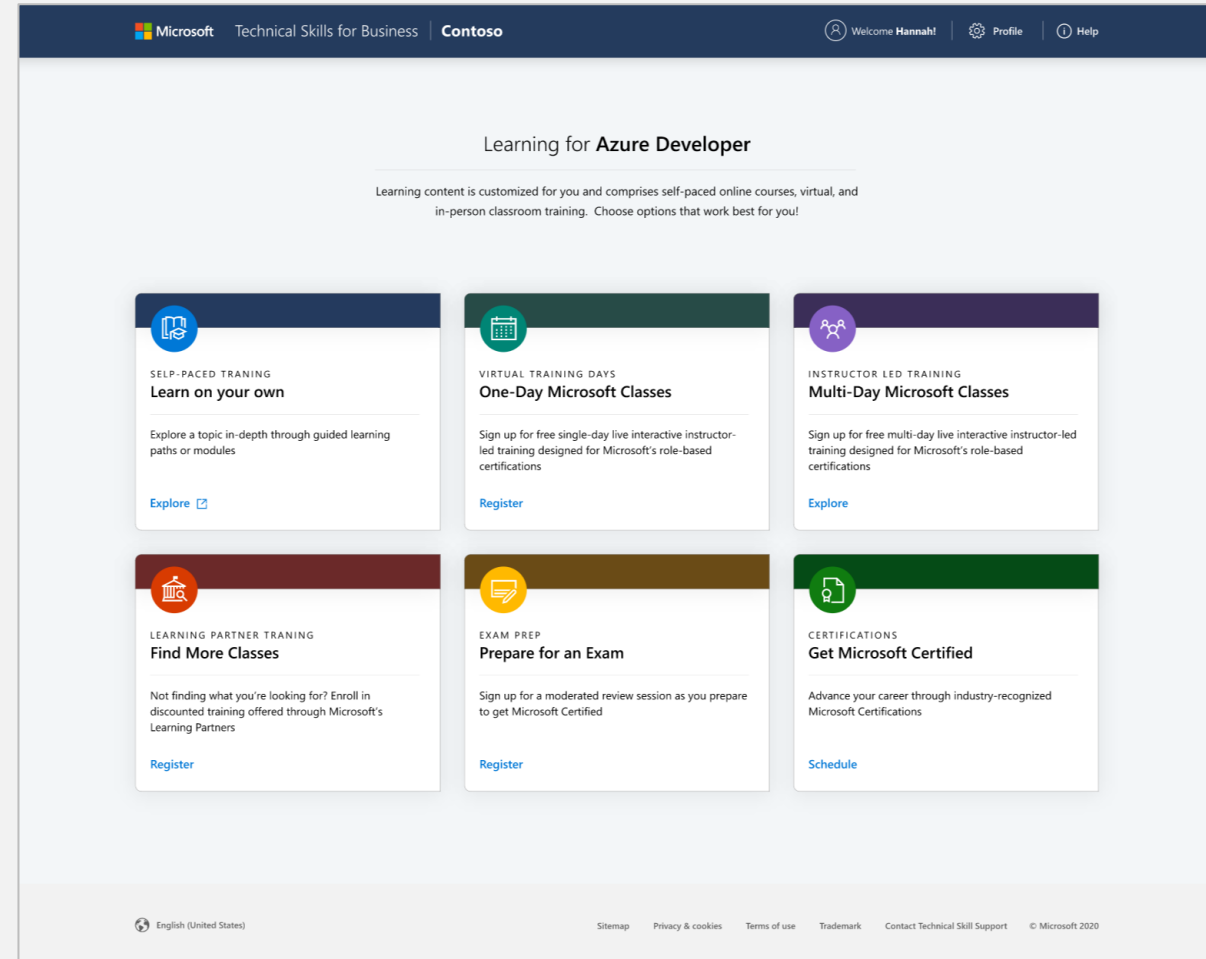 Microsoft Technical Skills for Business Contoso Welcome Hannah! Profile Help
Learning for Azure Developer
Learning content is customized for you and comprises self-paced online courses, virtual, and
in-person classroom training. Choose options that work best for you!
SELP-PACED TRANING
Learn on your own
Explore a topic in-depth through guided learning
paths or modules
Explore
VIRTUAL TRAINING DAYS
One-Day Microsoft Classes
Sign up for free single-day live interactive instructor-
led training designed for Microsoft's role-based
certifications
Register
INSTRUCTOR LED TRAINING
Multi-Day Microsoft Classes
Sign up for free multi-day live interactive instructor-led
training designed for Microsoft's role-based
certifications
Explore
LEARNING PARTNER TRANING
Find More Classes
Not finding what you're looking for? Enroll in
discounted training offered through Microsoft's
Learning Partners
Register
EXAM PREP
Prepare for an Exam
Sign up for a moderated review session as you prepare
to get Microsoft Certified
Register
CERTIFICATIONS
Get Microsoft Certified
Advance your career through industry-recognized
Microsoft Certifications
Schedule
English (United States) Sitemap Privacy & cookies Terms of use Trademark Contact Technical Skill Support © Microsoft 2020